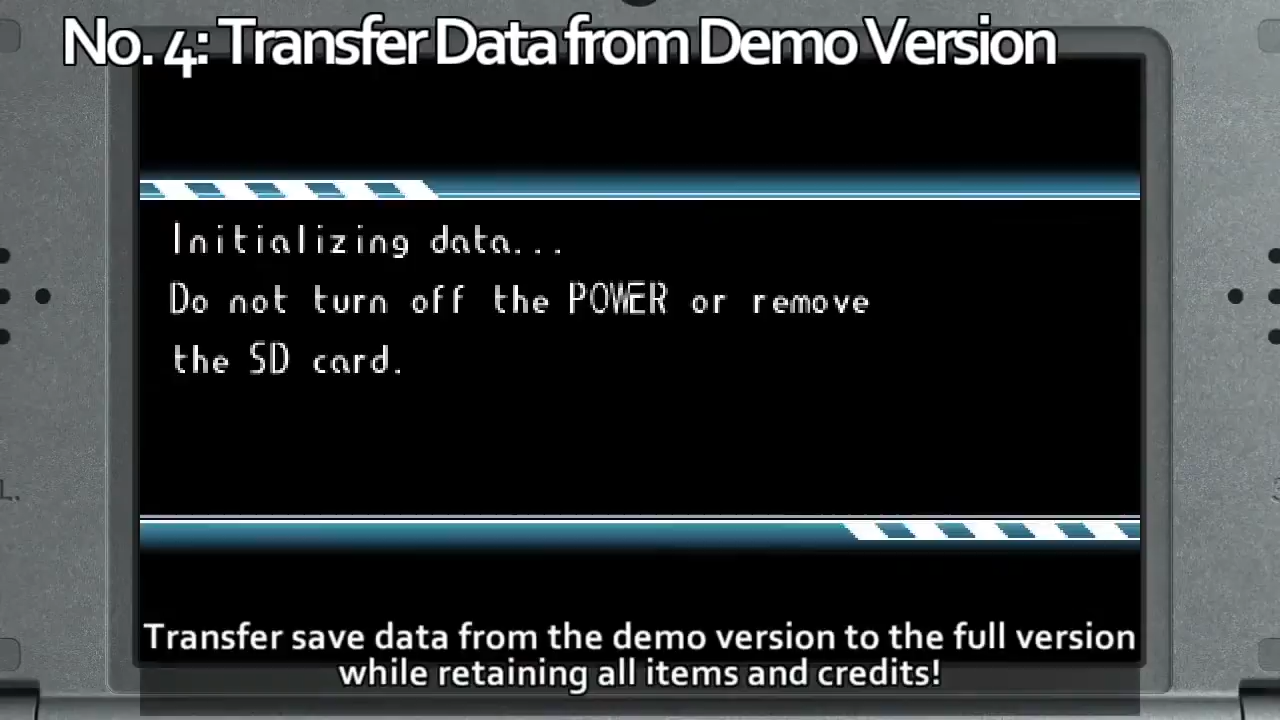 No. 4: Transfer Data from Demo Version
Initializing data...
Do not turn off the POWER or remove
the SD card.
L.
Transfer save data from the demo version to the full version
while retaining all items and credits!